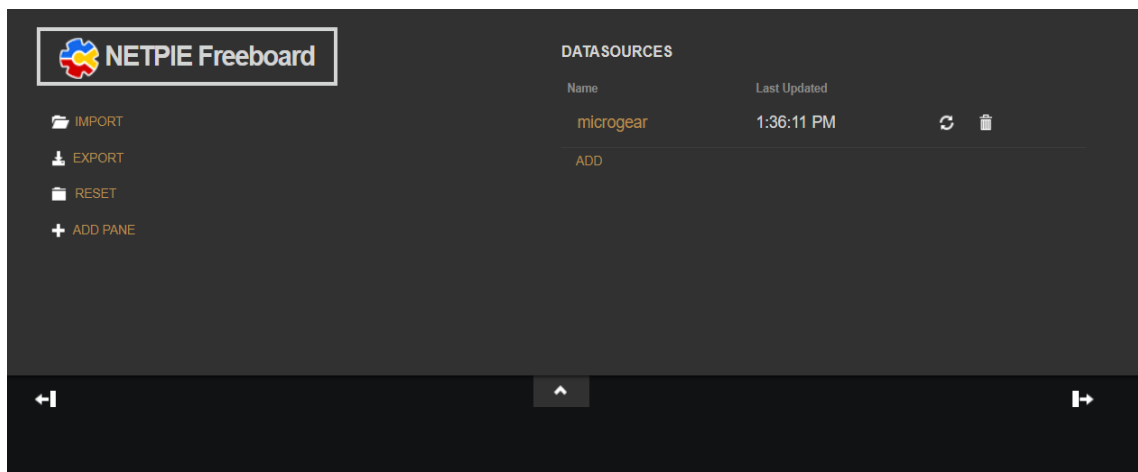 NETPIE Freeboard
IMPORT
EXPORT
RESET
ADD PANE
DATASOURCES
Name Last Updated
microgear 1:36:11 PM
ADD